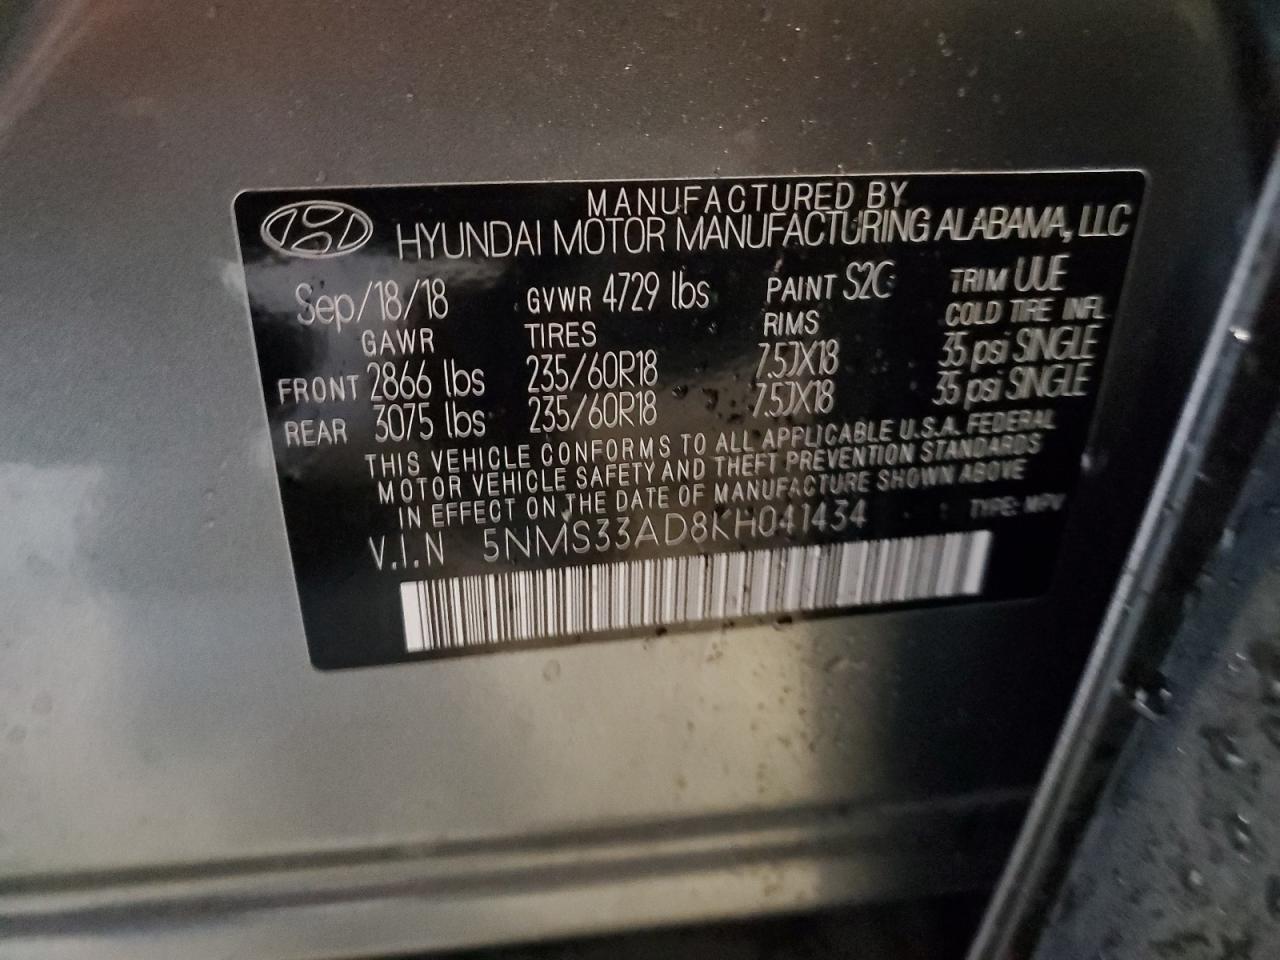 MANUFACTURED BY
HYUNDAI MOTOR MANUFACTURING ALABAMA, LLC
Sep/18/18 GVWR 4729 lbs PAINT S2C TRIM UUE
GAWR TIRES RIMS COLD TIRE INFL
FRONT 2866 lbs 235/60R18 7.5JX18 35 psi SINGLE
REAR 3075 lbs 235/60R18 7.5JX18 35 psi SINGLE
THIS VEHICLE CONFORMS TO ALL APPLICABLE U.S.A. FEDERAL
MOTOR VEHICLE SAFETY AND THEFT PREVENTION STANDARDS
IN EFFECT ON THE DATE OF MANUFACTURE SHOWN ABOVE
V.I.N 5NMS33AD8KH041434 TYPE: MPV